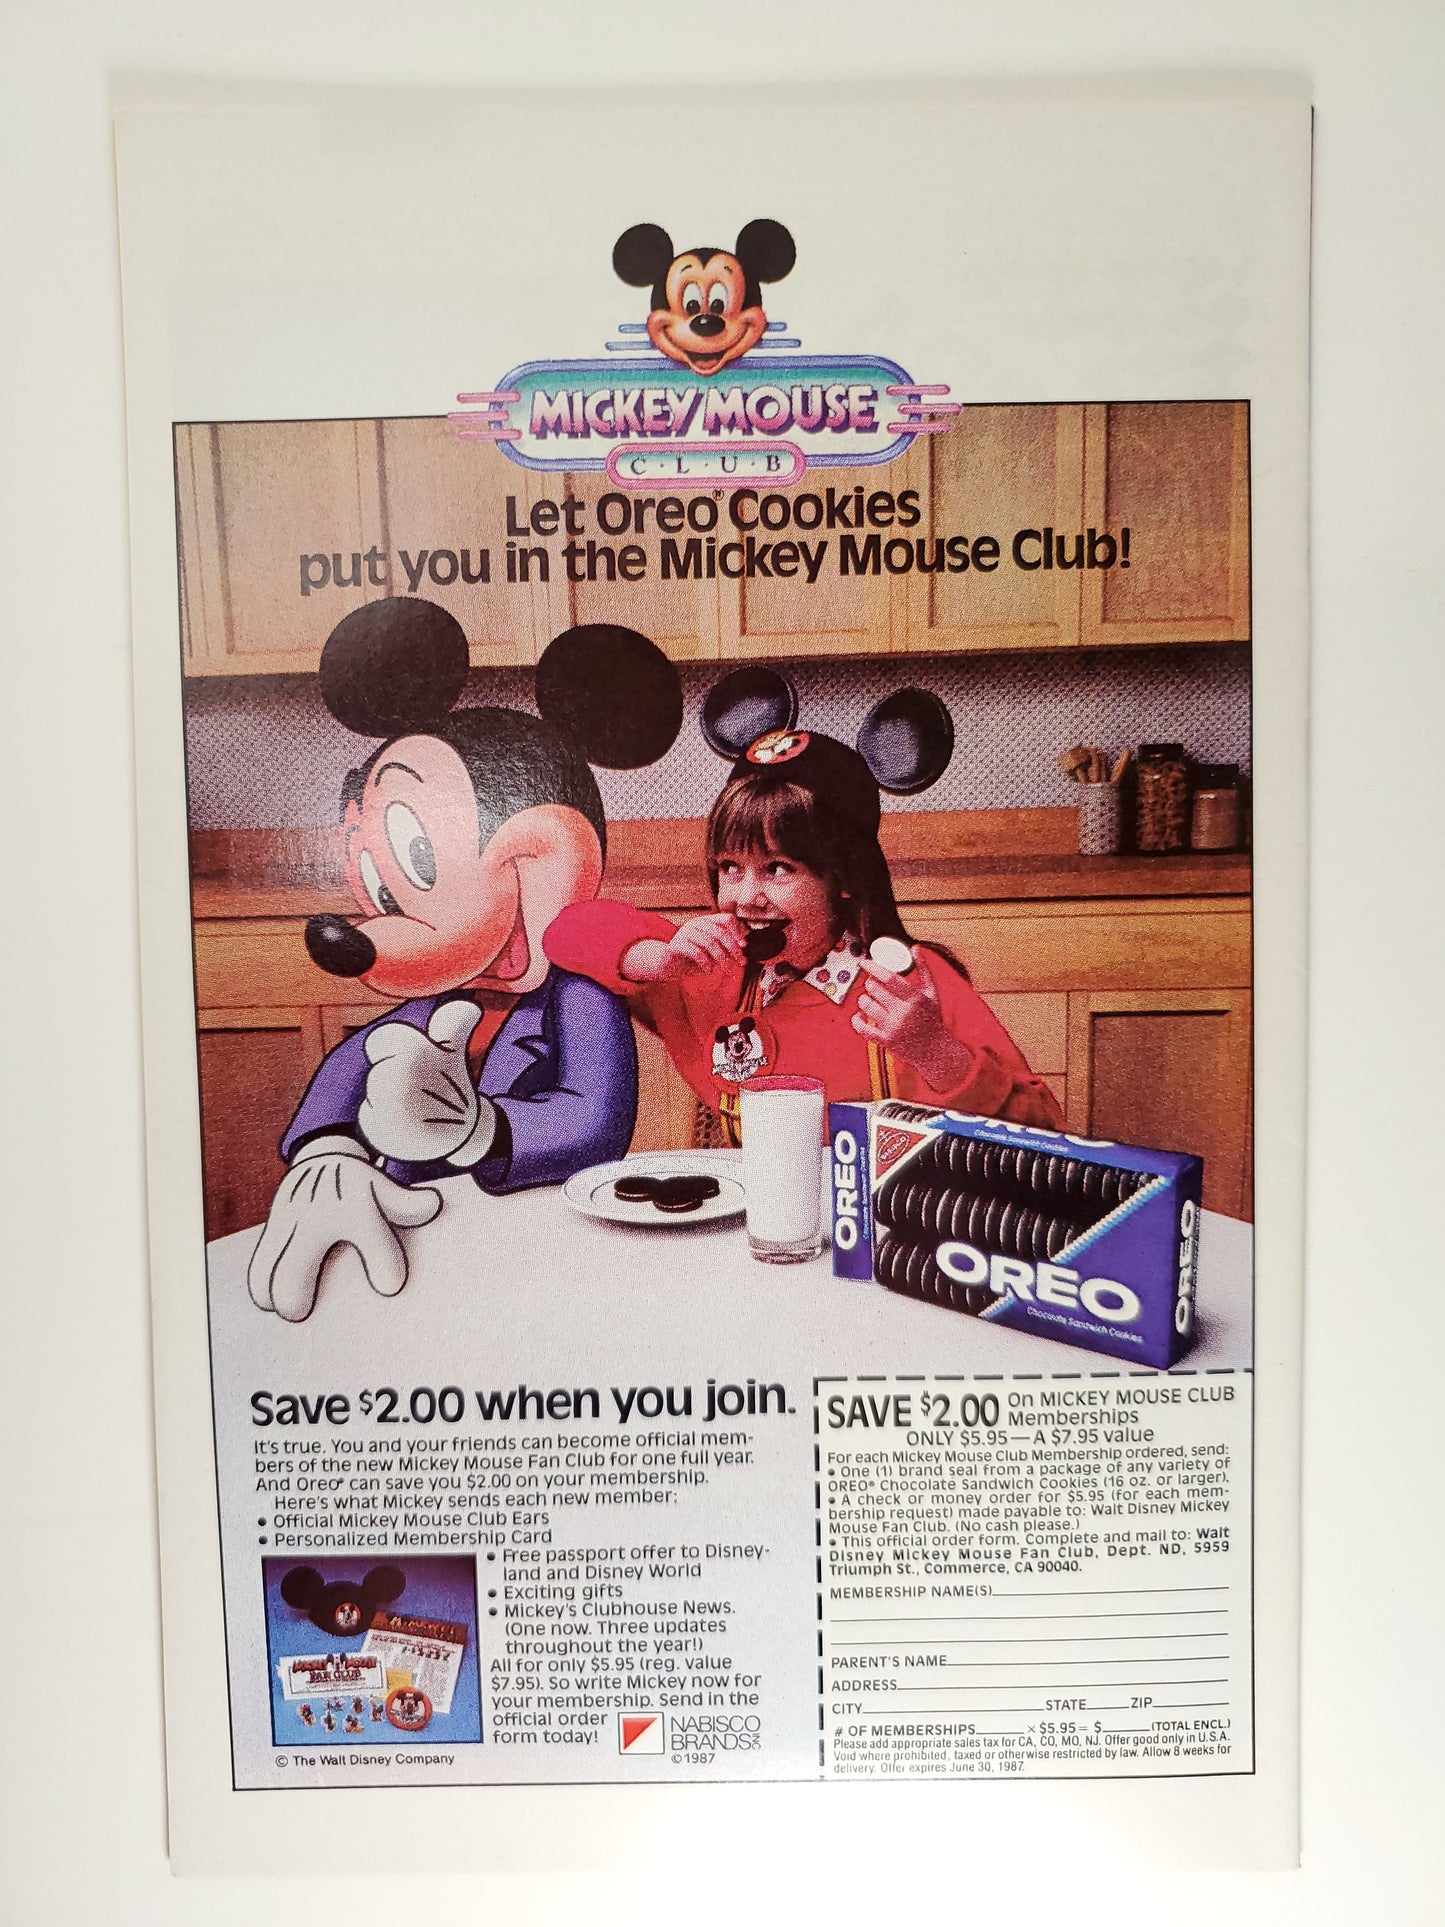 MICKEY MOUSE
C·L·U·B
Let Oreo® Cookies
put you in the Mickey Mouse Club!
OREO
Chocolate Sandwich Cookies
NABISCO
OREO
Chocolate Sandwich Cookies
OREO
Save $2.00 when you join.
It's true. You and your friends can become official mem-
bers of the new Mickey Mouse Fan Club for one full year.
And Oreo® can save you $2.00 on your membership.
Here's what Mickey sends each new member:
• Official Mickey Mouse Club Ears
• Personalized Membership Card
• Free passport offer to Disney-
land and Disney World
• Exciting gifts
• Mickey's Clubhouse News.
(One now. Three updates
throughout the year!)
All for only $5.95 (reg. value
$7.95). So write Mickey now for
your membership. Send in the
official order
form today!
MICKEY MOUSE
FAN CLUB
NABISCO
BRANDS INC
©1987
© The Walt Disney Company
SAVE $2.00 On MICKEY MOUSE CLUB
Memberships
ONLY $5.95—A $7.95 value
For each Mickey Mouse Club Membership ordered, send:
• One (1) brand seal from a package of any variety of
OREO® Chocolate Sandwich Cookies (16 oz. or larger).
• A check or money order for $5.95 (for each mem-
bership request) made payable to: Walt Disney Mickey
Mouse Fan Club. (No cash please.)
• This official order form. Complete and mail to: Walt
Disney Mickey Mouse Fan Club, Dept. ND, 5959
Triumph St., Commerce, CA 90040.
MEMBERSHIP NAME(S)
PARENT'S NAME
ADDRESS
CITY STATE ZIP
# OF MEMBERSHIPS × $5.95 = $ (TOTAL ENCL.)
Please add appropriate sales tax for CA, CO, MO, NJ. Offer good only in U.S.A.
Void where prohibited, taxed or otherwise restricted by law. Allow 8 weeks for
delivery. Offer expires June 30, 1987.